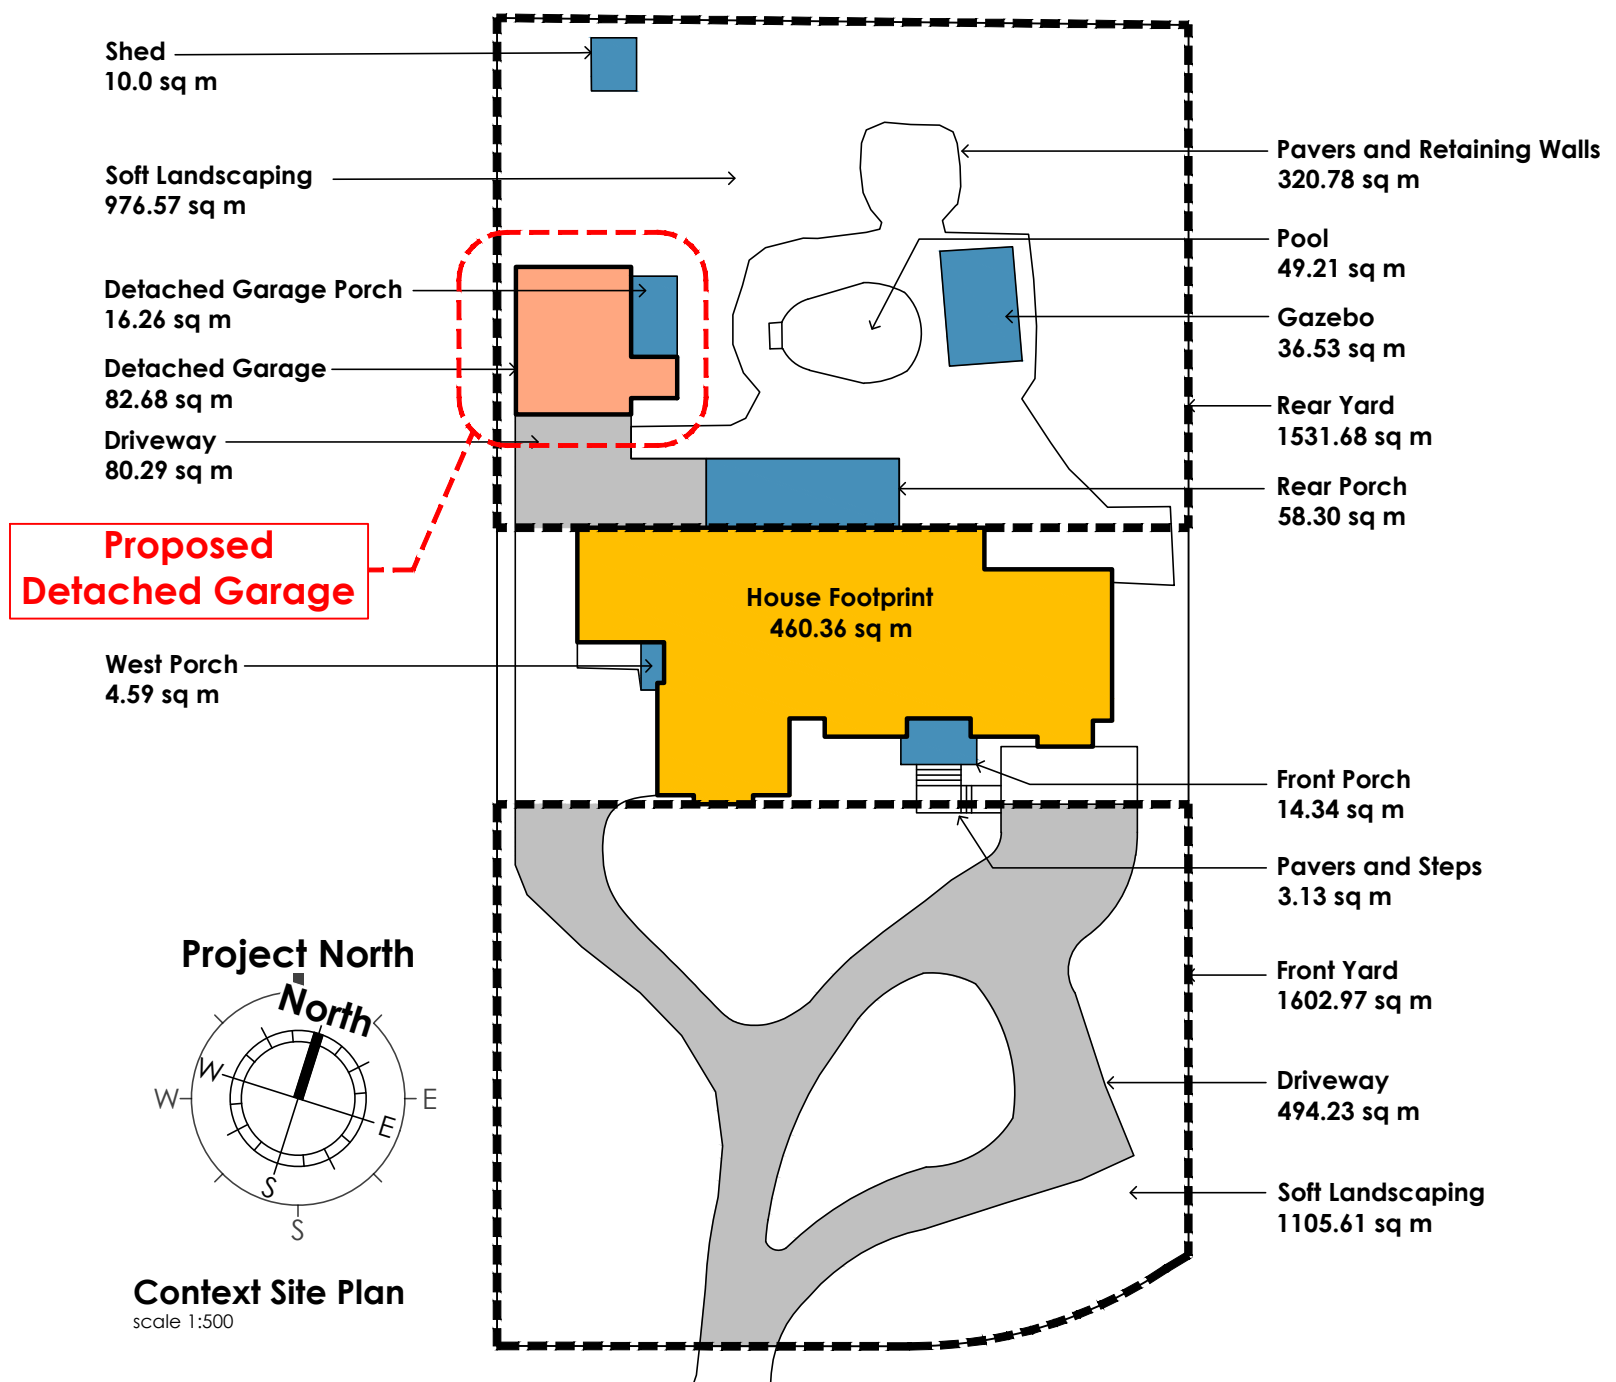 Shed
10.0 sq m
Soft Landscaping
976.57 sq m
Detached Garage Porch
16.26 sq m
Detached Garage
82.68 sq m
Driveway
80.29 sq m
Proposed
Detached Garage
West Porch
4.59 sq m
House Footprint
460.36 sq m
Pavers and Retaining Walls
320.78 sq m
Pool
49.21 sq m
Gazebo
36.53 sq m
Rear Yard
1531.68 sq m
Rear Porch
58.30 sq m
Front Porch
14.34 sq m
Pavers and Steps
3.13 sq m
Front Yard
1602.97 sq m
Driveway
494.23 sq m
Soft Landscaping
1105.61 sq m
Project North
North
W
W
E
E
S
S
Context Site Plan
scale 1:500